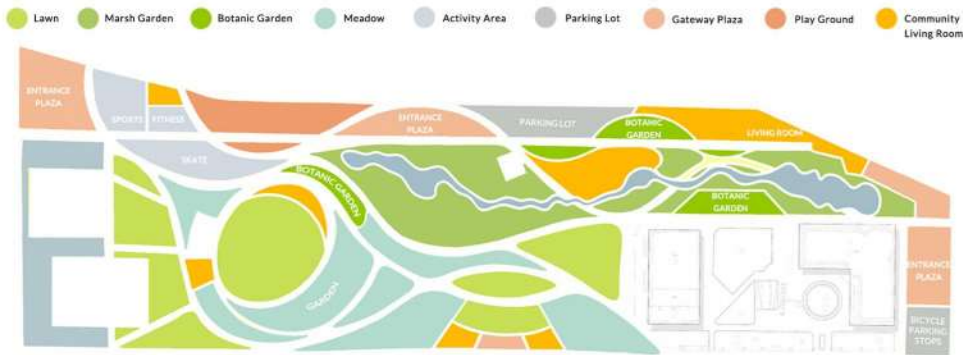 Lawn
Marsh Garden
Botanic Garden
Meadow
Activity Area
Parking Lot
Gateway Plaza
Play Ground
Community
Living Room
ENTRANCE
PLAZA
SPORTS
FITNESS
ENTRANCE
PLAZA
PARKING LOT
BOTANIC
GARDEN
LIVING ROOM
SKATE
BOTANIC GARDEN
BOTANIC
GARDEN
GARDEN
ENTRANCE
PLAZA
BICYCLE
PARKING
STOPS